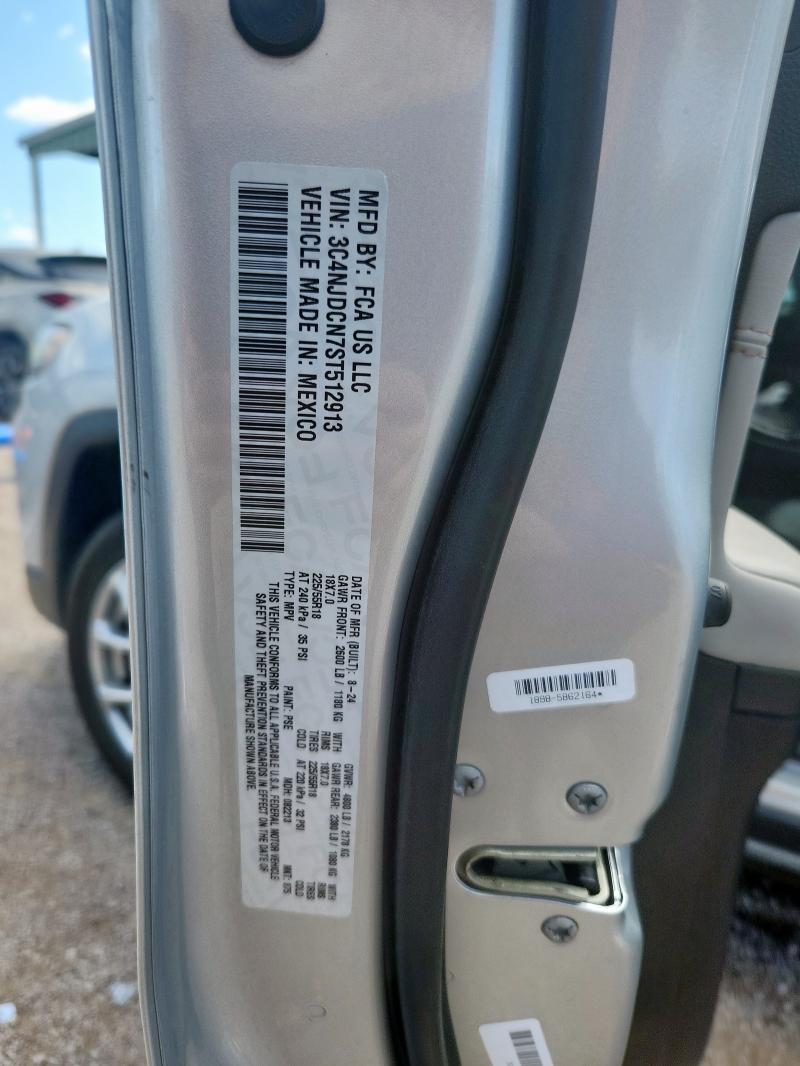 MFD BY: FCA US LLC
VIN: 3C4NJDCN7ST512913
VEHICLE MADE IN: MEXICO
DATE OF MFR (BUILT): 8-24 GVWR: 4800 LB / 2178 KG
GAWR FRONT: 2600 LB / 1180 KG WITH GAWR REAR: 2380 LB / 1080 KG WITH
18X7.0 RIMS 18X7.0 RIMS
225/55R18 TIRES 225/55R18 TIRES
AT 240 kPa / 35 PSI COLD AT 220 kPa / 32 PSI COLD
TYPE: MPV PAINT: PSE MDH: 082213 MKT:
THIS VEHICLE CONFORMS TO ALL APPLICABLE U.S.A. FEDERAL MOTOR VEHICLE
SAFETY AND THEFT PREVENTION STANDARDS IN EFFECT ON THE DATE OF
MANUFACTURE SHOWN ABOVE.